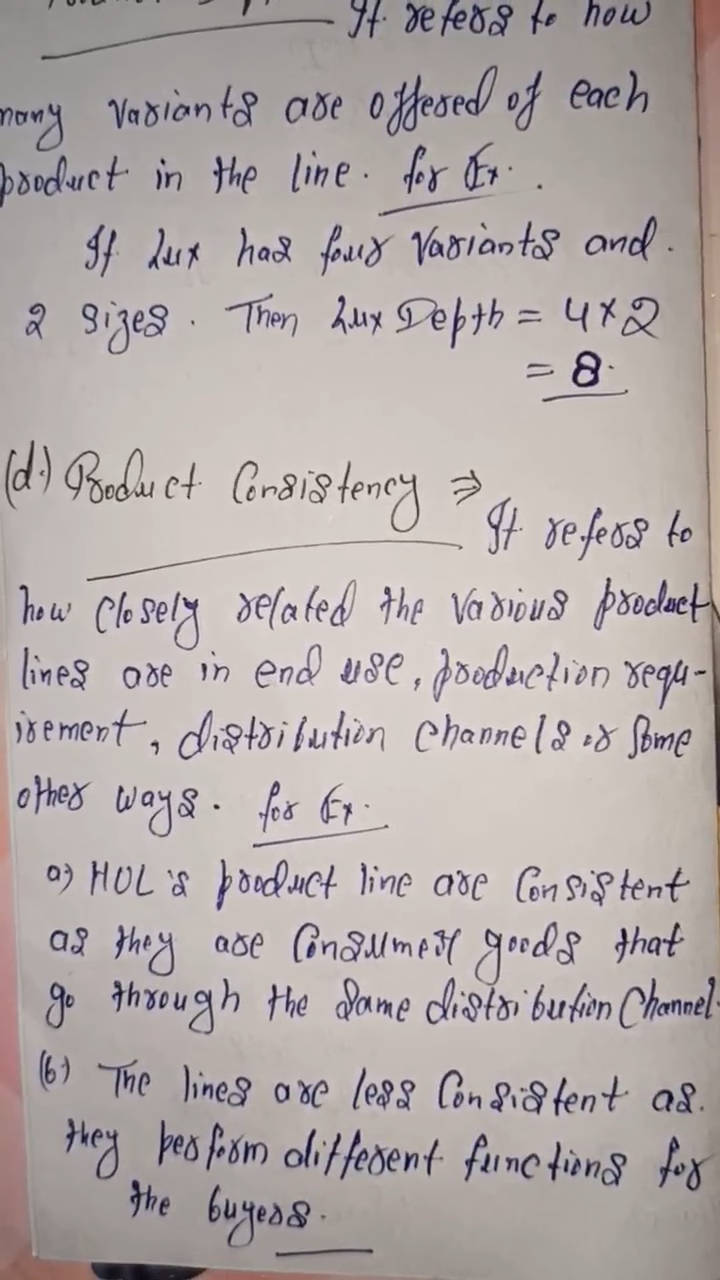 It refers to how
many variants are offered of each
product in the line. for Ex.
If Lux has four variants and
2 sizes. Then Lux Depth = 4 × 2
= 8.
(d.) Product Consistency ⇒
It refers to
how closely related the various product
lines are in end use, production requ-
irement, distribution channels or some
other ways. for Ex.
a) HUL's product line are consistent
as they are consumer goods that
go through the same distribution channel.
(b) The lines are less consistent as.
they perform different functions for
the buyers.